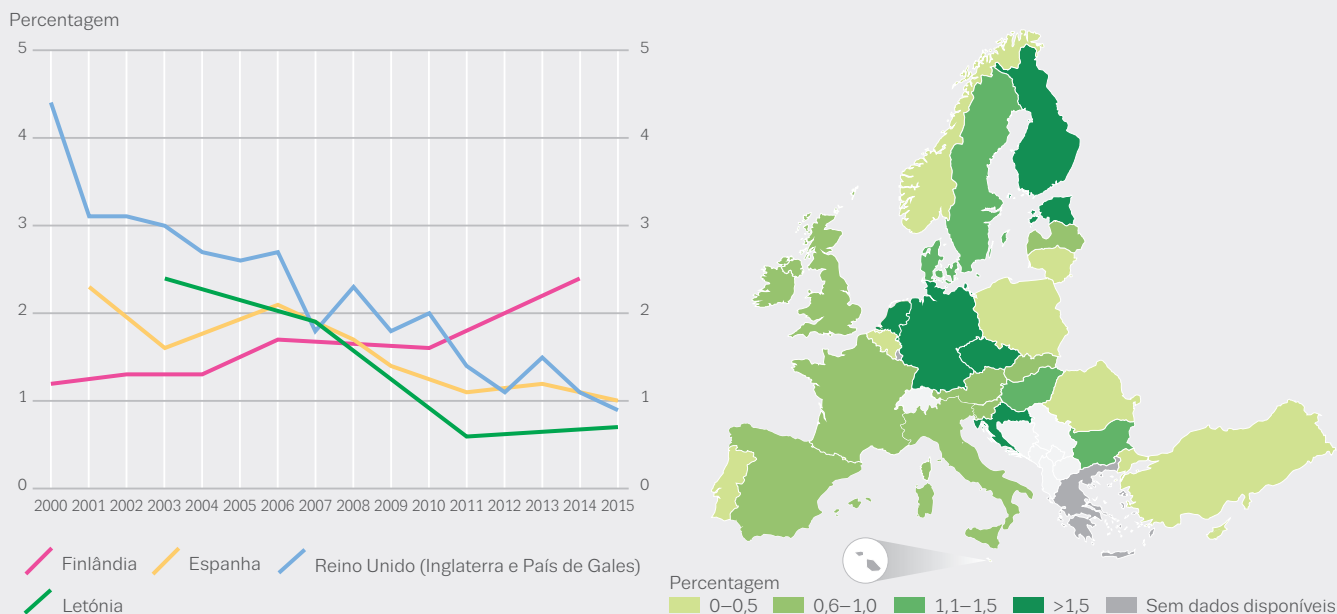 Percentagem
5 5
4 4
3 3
2 2
1 1
0 0
2000 2001 2002 2003 2004 2005 2006 2007 2008 2009 2010 2011 2012 2013 2014 2015
Finlândia Espanha Reino Unido (Inglaterra e País de Gales)
Letónia
Percentagem
0–0,5 0,6–1,0 1,1–1,5 >1,5 Sem dados disponíveis